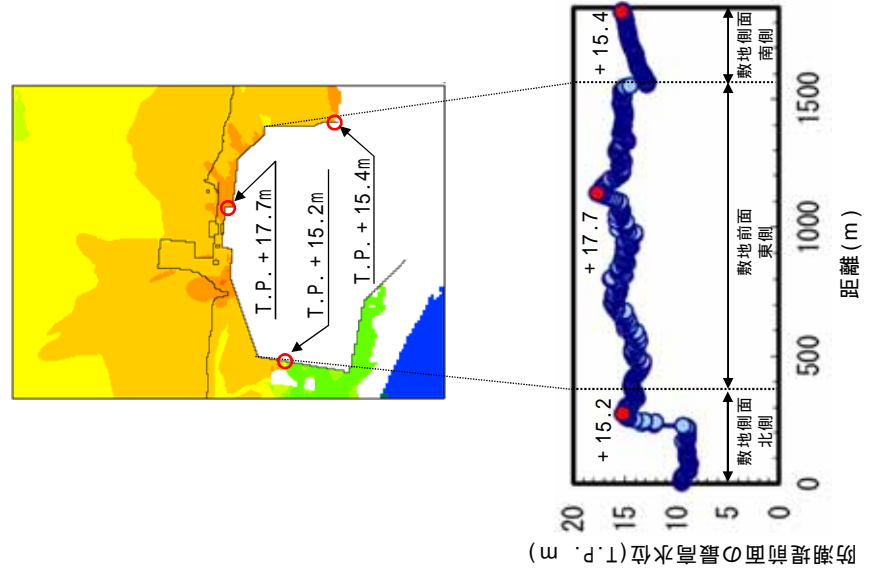 T.P.+17.7m
T.P.+15.2m
T.P.+15.4m
+15.2
+17.7
+15.4
敷地側面
北側
敷地前面
東側
敷地側面
南側
20
15
10
5
0
0
500
1000
1500
距離(m)
防潮堤前面の最高水位(T.P. m)